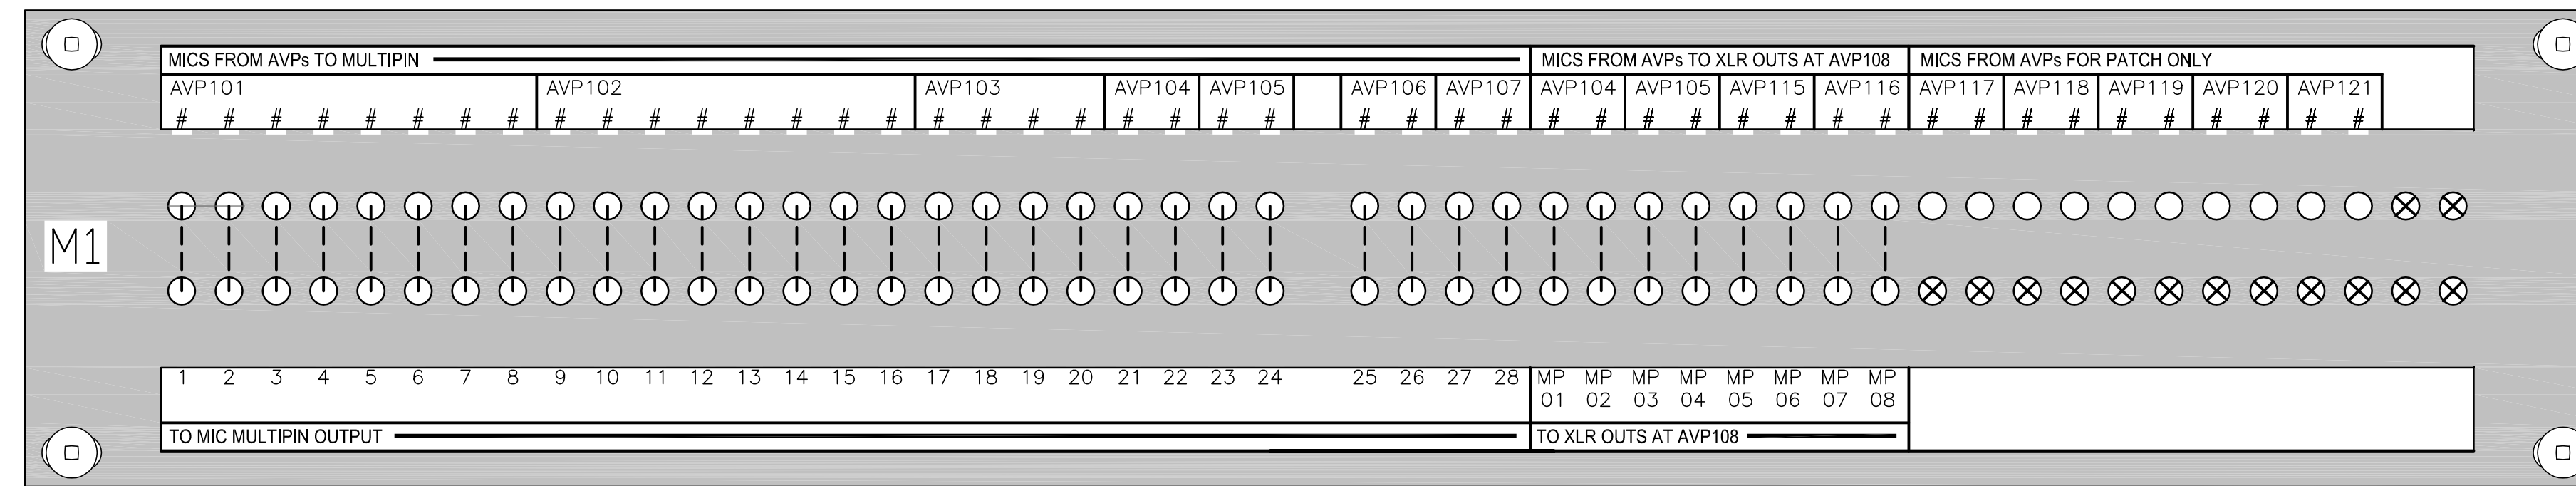 MICS FROM AVPs TO MULTIPIN MICS FROM AVPs TO XLR OUTS AT AVP108 MICS FROM AVPs FOR PATCH ONLY
AVP101 AVP102 AVP103 AVP104 AVP105 AVP106 AVP107 AVP104 AVP105 AVP115 AVP116 AVP117 AVP118 AVP119 AVP120 AVP121
# # # # # # # # # # # # # # # # # # # # # # # # # # # # # # # # # # # # # # # # # # # # # #
M1
1 2 3 4 5 6 7 8 9 10 11 12 13 14 15 16 17 18 19 20 21 22 23 24 25 26 27 28 MP MP MP MP MP MP MP MP
01 02 03 04 05 06 07 08
TO MIC MULTIPIN OUTPUT TO XLR OUTS AT AVP108